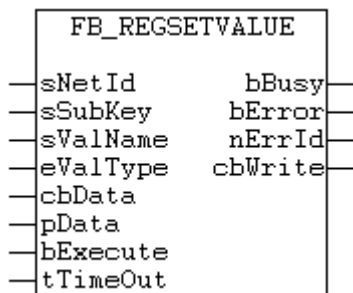 FB_REGSETVALUE
sNetId bBusy
sSubKey bError
sValName nErrId
eValType cbWrite
cbData
pData
bExecute
tTimeOut